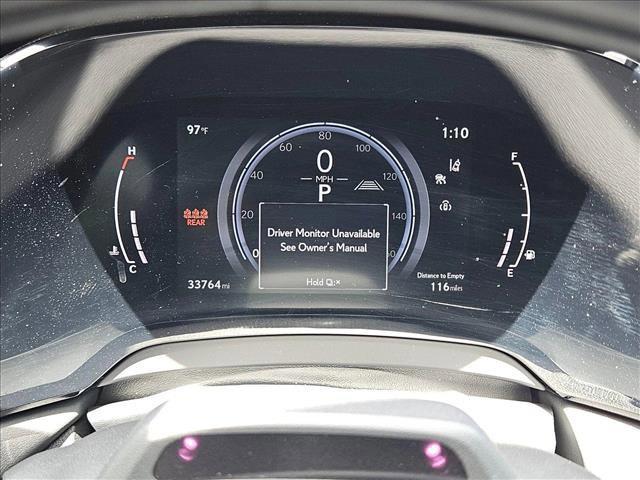 97°F
1:10
80
60 100
40 120
20 140
0
0
MPH
P
H
C
F
E
REAR
Driver Monitor Unavailable
See Owner's Manual
Hold
33764 mi
Distance to Empty
116 miles